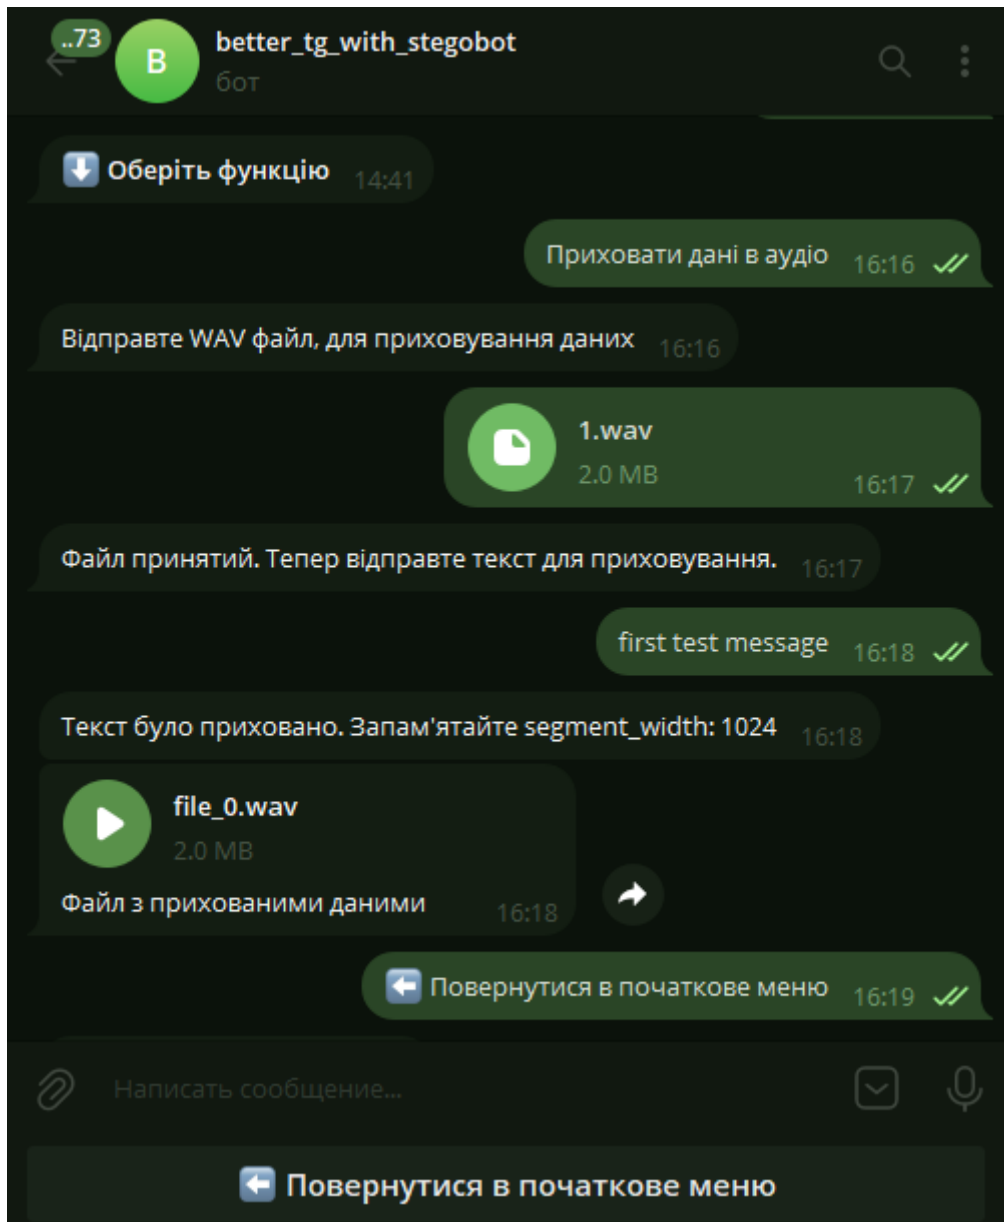 ..73
B
better_tg_with_stegobot
бот
Оберіть функцію 14:41
Приховати дані в аудіо 16:16
Відправте WAV файл, для приховування даних 16:16
1.wav
2.0 MB
16:17
Файл принятий. Тепер відправте текст для приховування. 16:17
first test message 16:18
Текст було приховано. Запам'ятайте segment_width: 1024 16:18
file_0.wav
2.0 MB
Файл з прихованими даними 16:18
Повернутися в початкове меню 16:19
Написать сообщение...
Повернутися в початкове меню